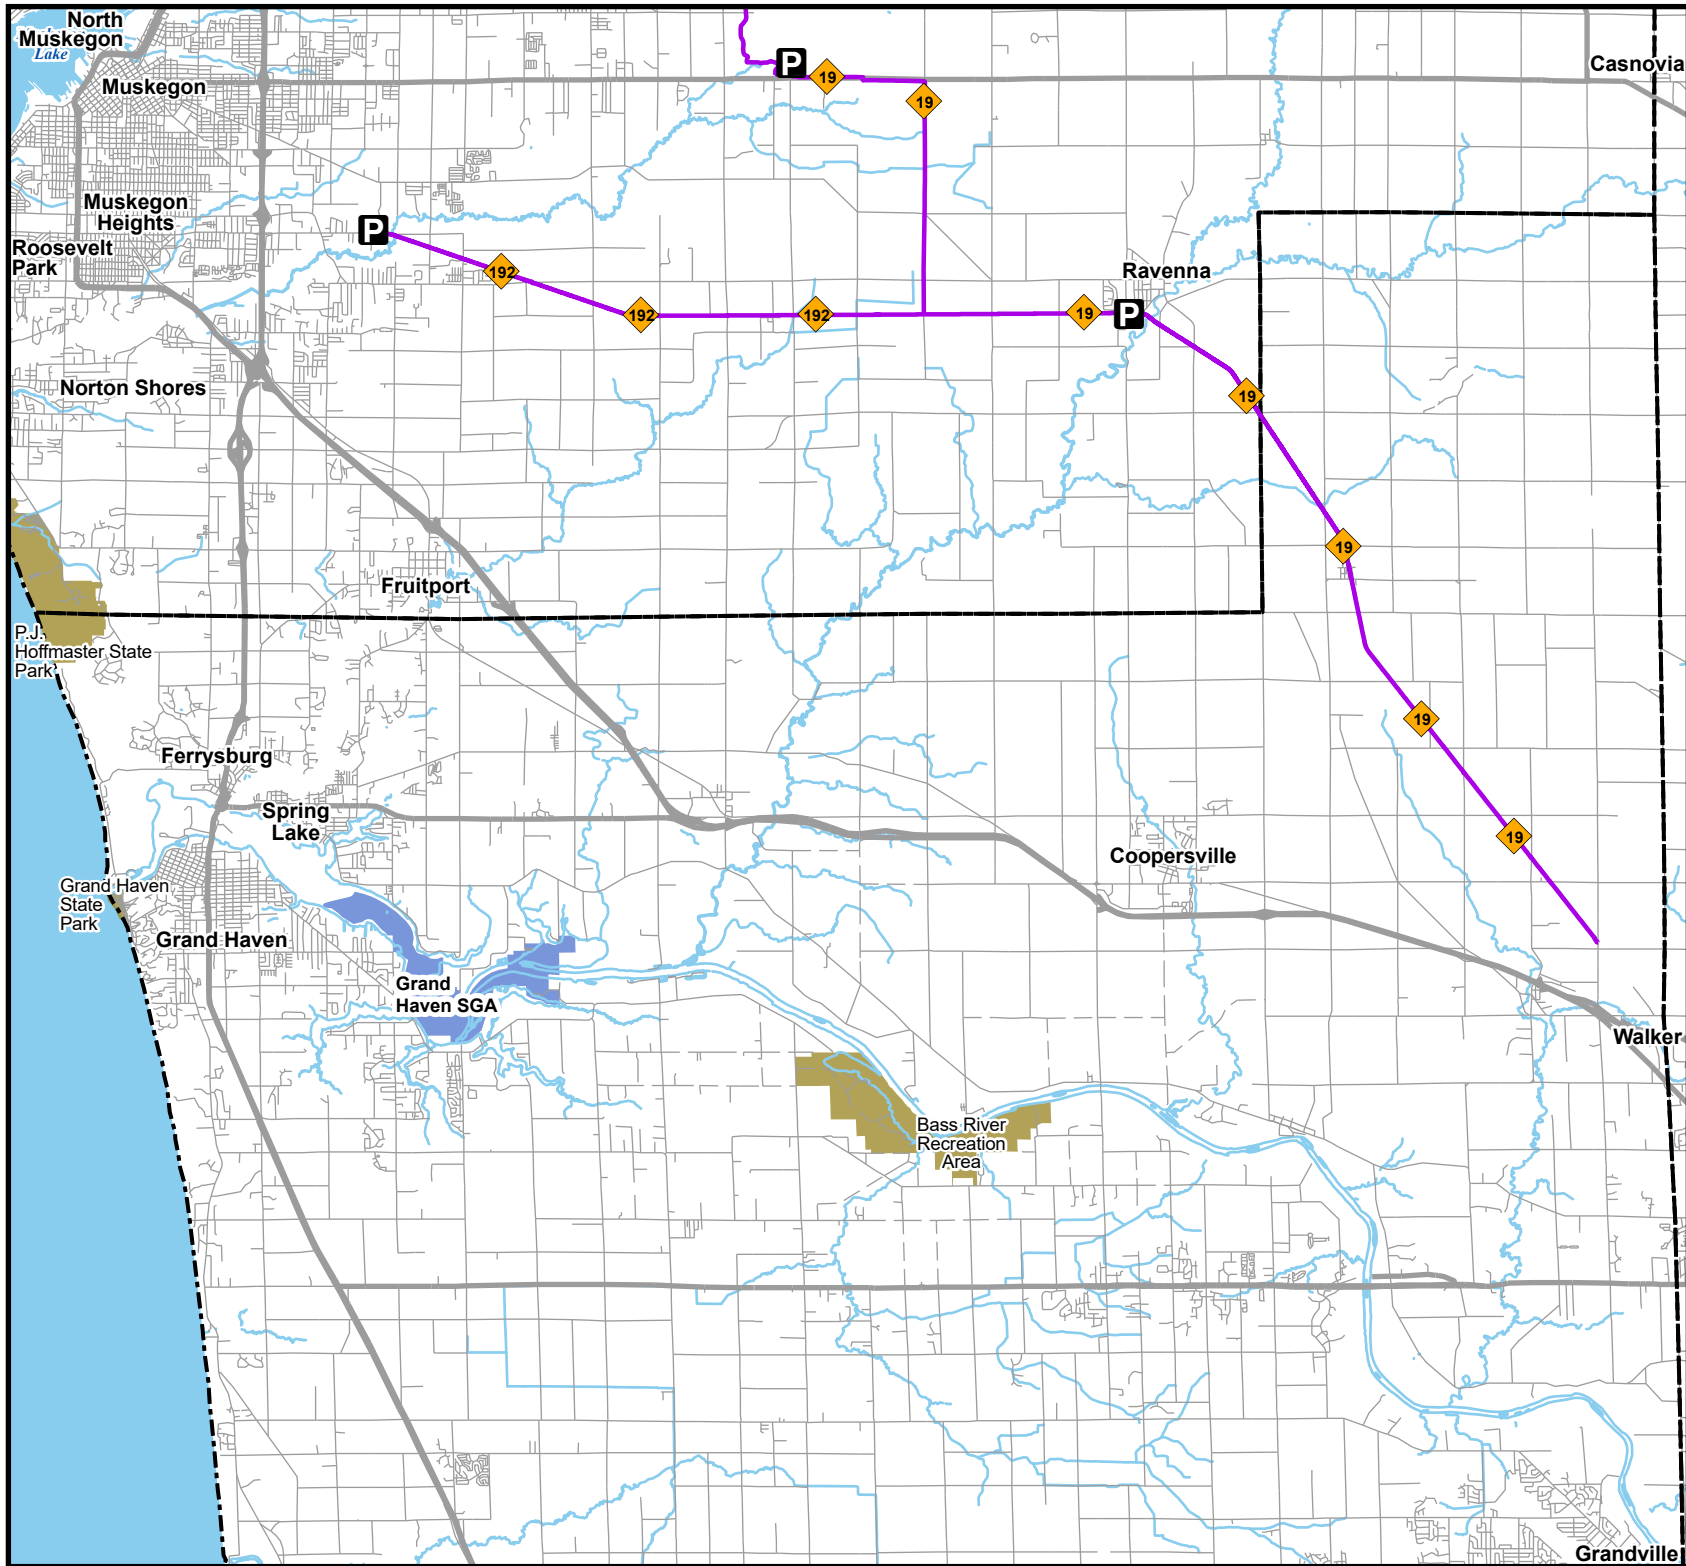 North
Muskegon
Lake
Casnovia
P
19
Muskegon
19
Muskegon
Heights
P
Roosevelt
Park
192
Ravenna
192
192
19
P
Norton Shores
19
19
Fruitport
P.J.
Hoffmaster State
Park
19
Ferrysburg
Spring
Lake
19
Coopersville
Grand Haven
State
Park
Grand Haven
Grand
Haven SGA
Walker
Bass River
Recreation
Area
Grandville